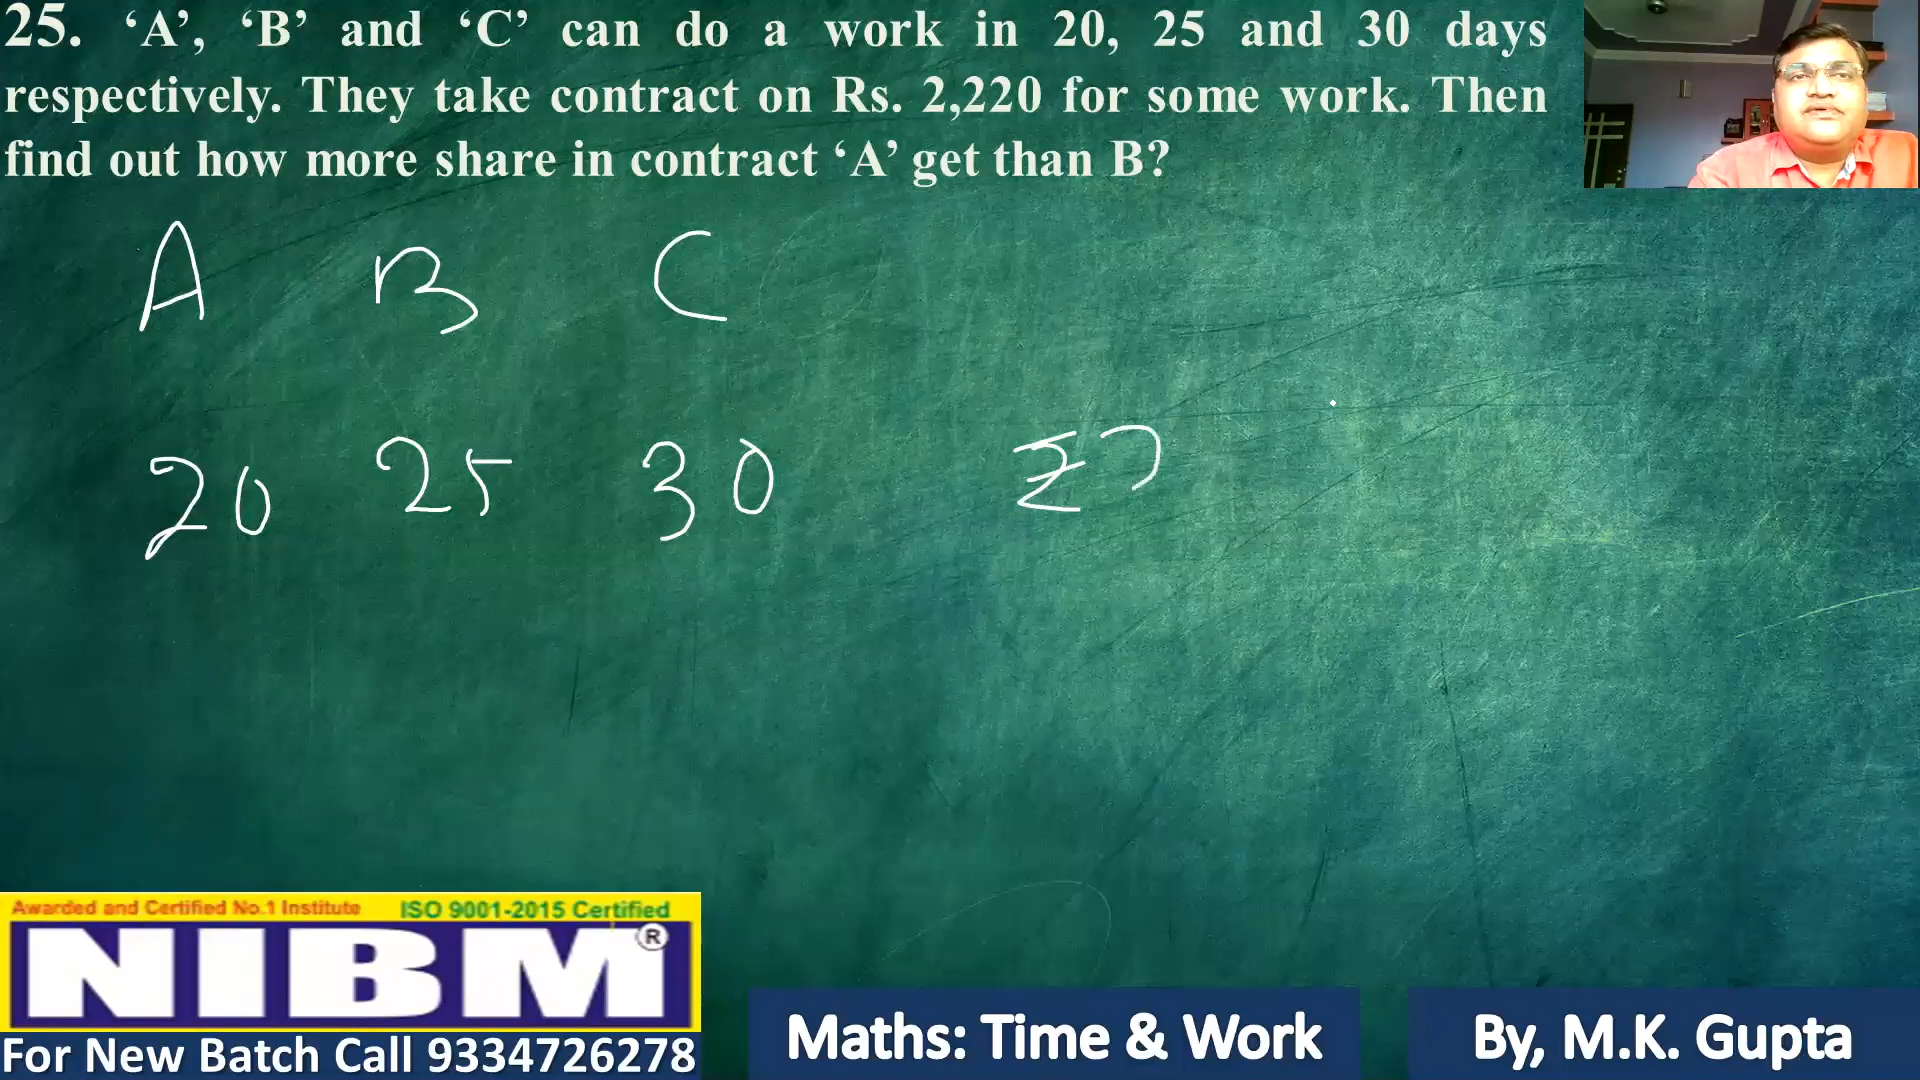 25. ‘A’, ‘B’ and ‘C’ can do a work in 20, 25 and 30 days
respectively. They take contract on Rs. 2,220 for some work. Then
find out how more share in contract ‘A’ get than B?
A B C
20 25 30 ₹
Awarded and Certified No.1 Institute ISO 9001-2015 Certified
NIBM®
For New Batch Call 9334726278
Maths: Time & Work
By, M.K. Gupta